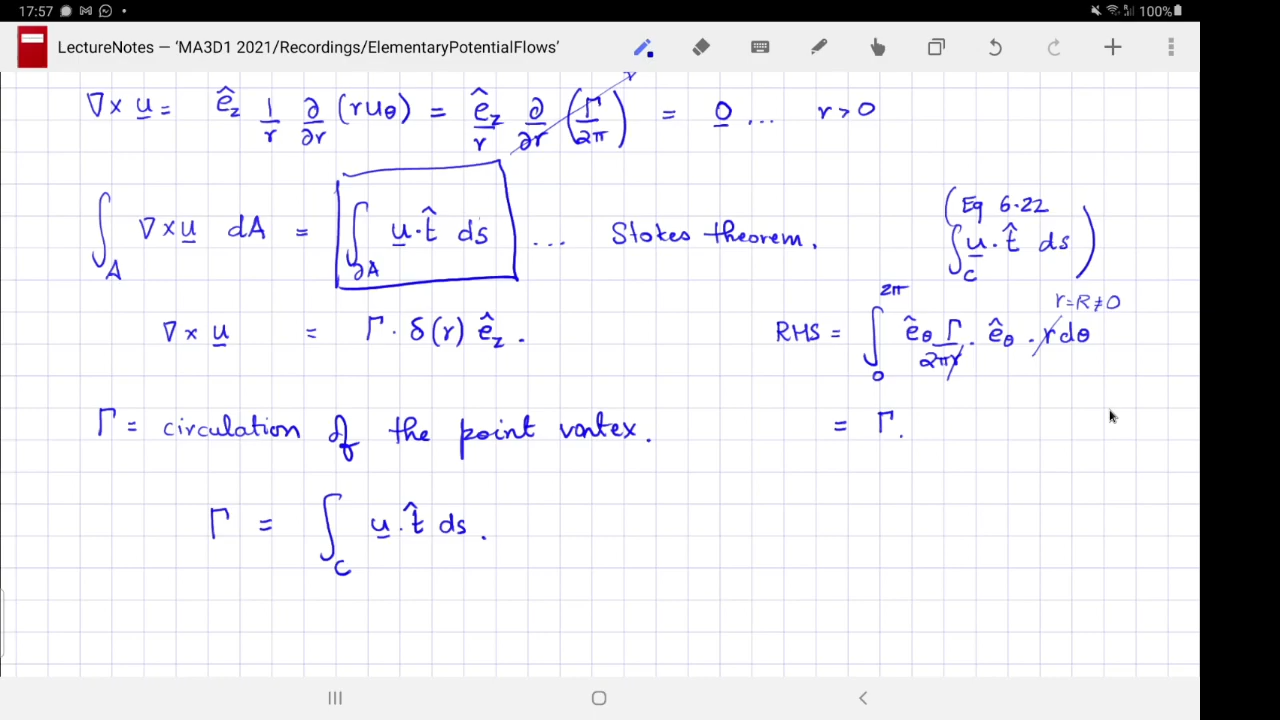 17:57 100%
LectureNotes — ‘MA3D1 2021/Recordings/ElementaryPotentialFlows’
∇ × u = ê_z 1/r ∂/∂r (r u_θ) = ê_z/r ∂/∂r (Γ/2π) = 0 ... r > 0
∫_A ∇ × u dA = ∫_∂A u · t̂ ds ... Stokes theorem.
(Eq 6.22
∫_C u · t̂ ds)
∇ × u = Γ · δ(r) ê_z .
RHS = ∫_0^2π ê_θ Γ/2πr · ê_θ · r dθ
r = R ≠ 0
Γ = circulation of the point vortex.
= Γ.
Γ = ∫_C u · t̂ ds .